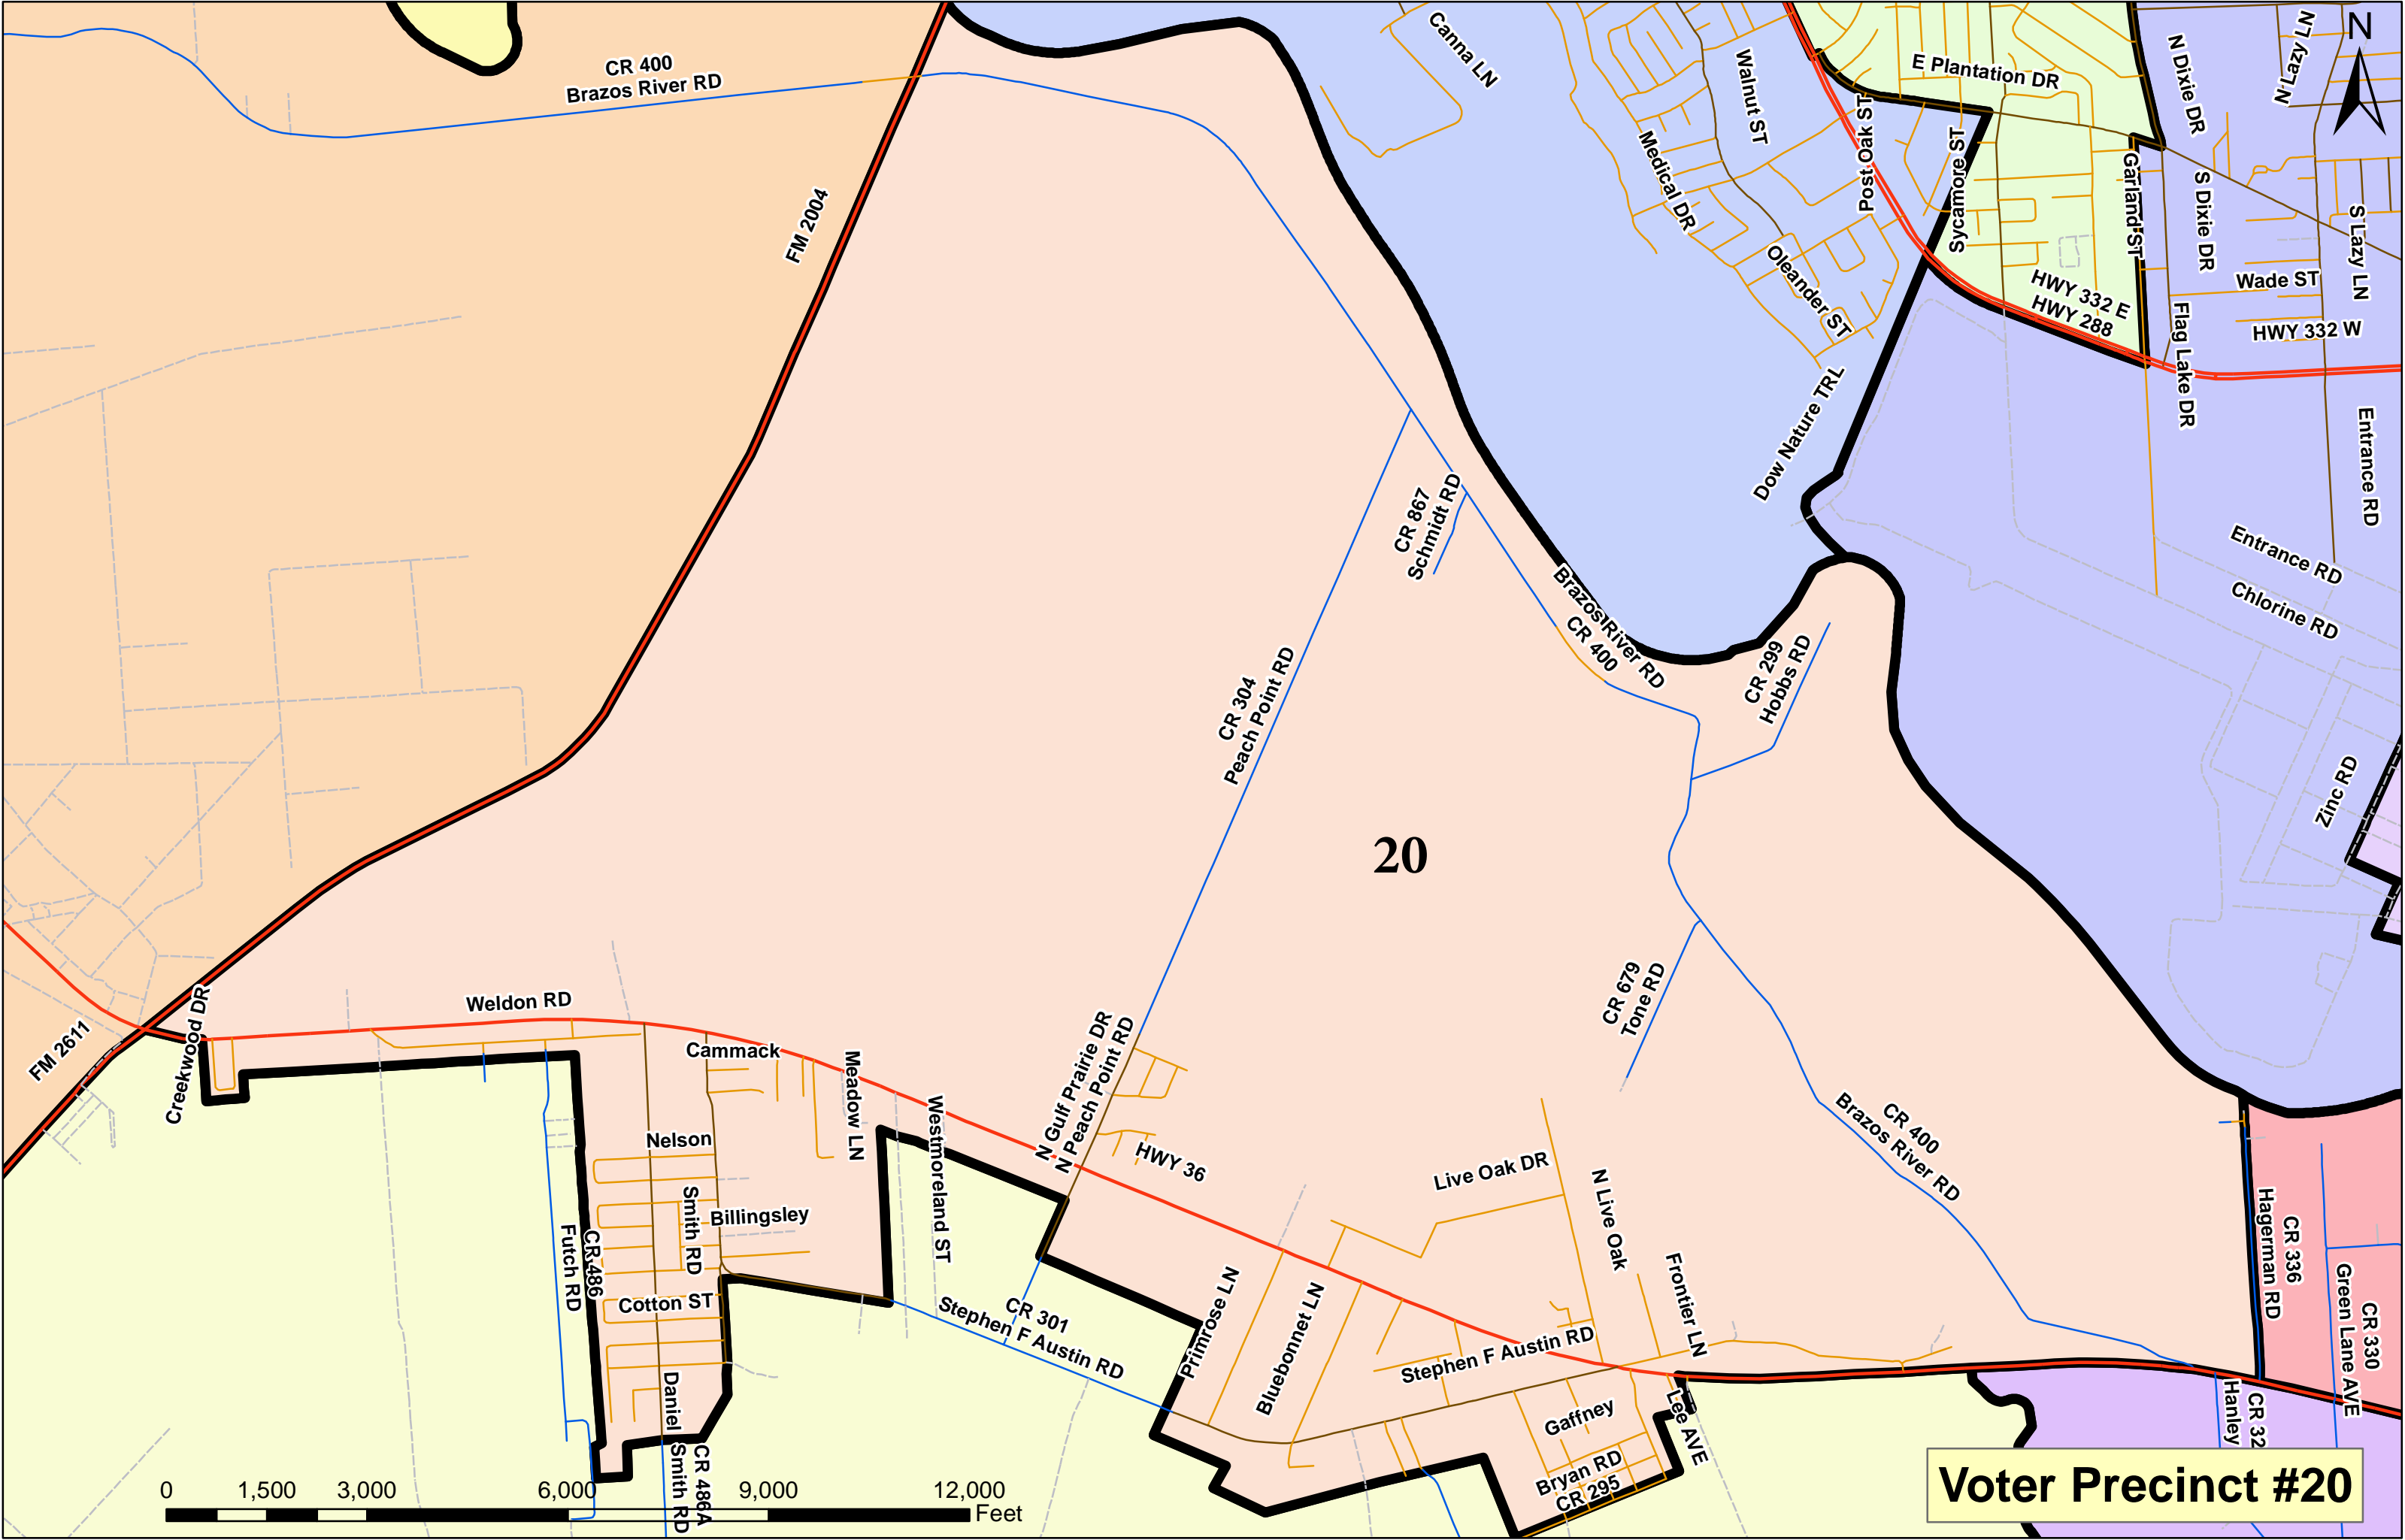 CR 400
Brazos River RD
FM 2004
Canna LN
Walnut ST
Medical DR
Oleander ST
Post Oak ST
Sycamore ST
E Plantation DR
Garland ST
N Dixie DR
S Dixie DR
N Lazy LN
S Lazy LN
N
Wade ST
HWY 332 W
HWY 332 E
HWY 288
Flag Lake DR
Entrance RD
Dow Nature TRL
Entrance RD
Chlorine RD
Zinc RD
CR 867
Schmidt RD
Brazos River RD
CR 400
CR 299
Hobbs RD
CR 304
Peach Point RD
20
CR 679
Tone RD
CR 400
Brazos River RD
FM 2611
Creekwood DR
Weldon RD
Cammack
Meadow LN
Westmoreland ST
N Gulf Prairie DR
N Peach Point RD
HWY 36
Nelson
Smith RD
Billingsley
Futch RD
CR 486
Cotton ST
Daniel
Smith RD
CR 486A
CR 301
Stephen F Austin RD
Primrose LN
Bluebonnet LN
Live Oak DR
N Live Oak
Frontier LN
Stephen F Austin RD
Gaffney
Lee AVE
Bryan RD
CR 295
Hagerman RD
CR 336
Green Lane AVE
CR 330
Hanley
CR 32
0 1,500 3,000 6,000 9,000 12,000
Feet
Voter Precinct #20